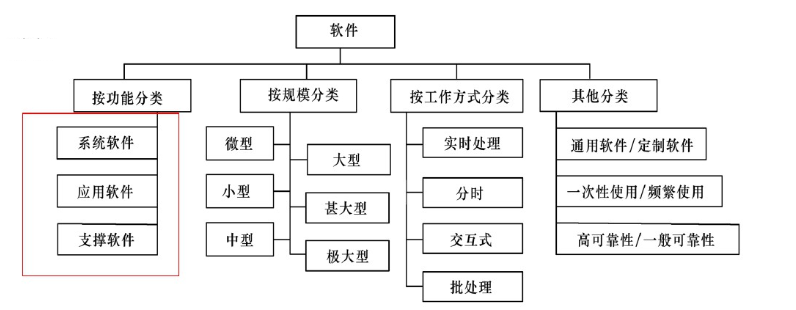 软件
按功能分类
按规模分类
按工作方式分类
其他分类
系统软件
应用软件
支撑软件
微型
大型
小型
甚大型
中型
极大型
实时处理
分时
交互式
批处理
通用软件/定制软件
一次性使用/频繁使用
高可靠性/一般可靠性